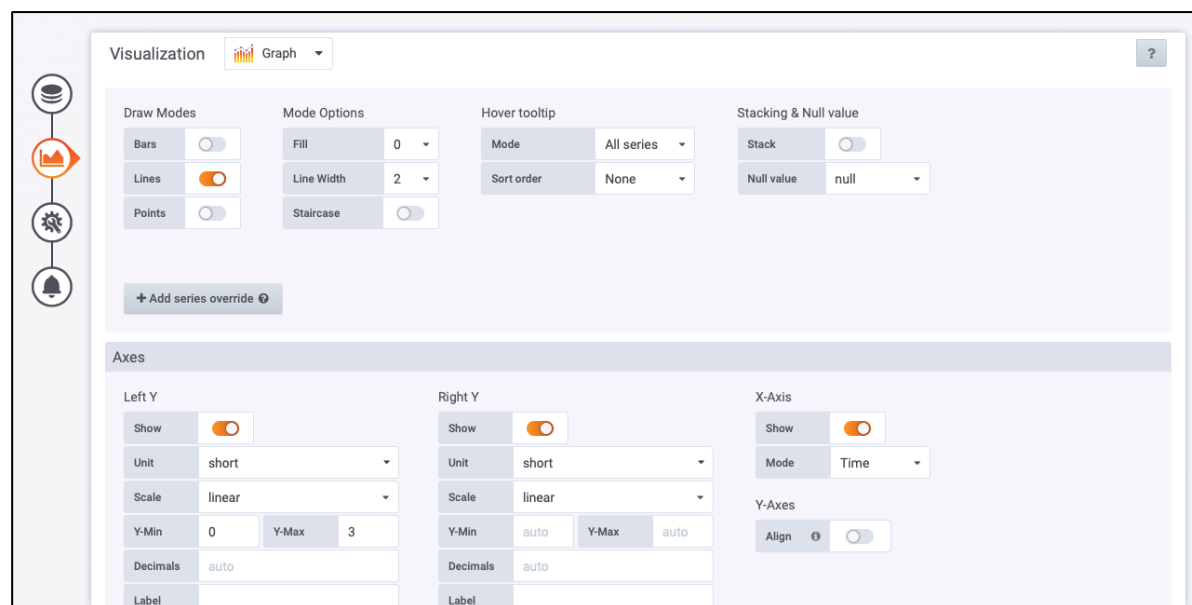 Visualization Graph ?
Draw Modes Mode Options Hover tooltip Stacking & Null value
Bars Fill 0 Mode All series Stack
Lines Line Width 2 Sort order None Null value null
Points Staircase
+ Add series override ?
Axes
Left Y Right Y X-Axis
Show Show Show
Unit short Unit short Mode Time
Scale linear Scale linear
Y-Axes
Y-Min 0 Y-Max 3 Y-Min auto Y-Max auto Align i
Decimals auto Decimals auto
Label Label